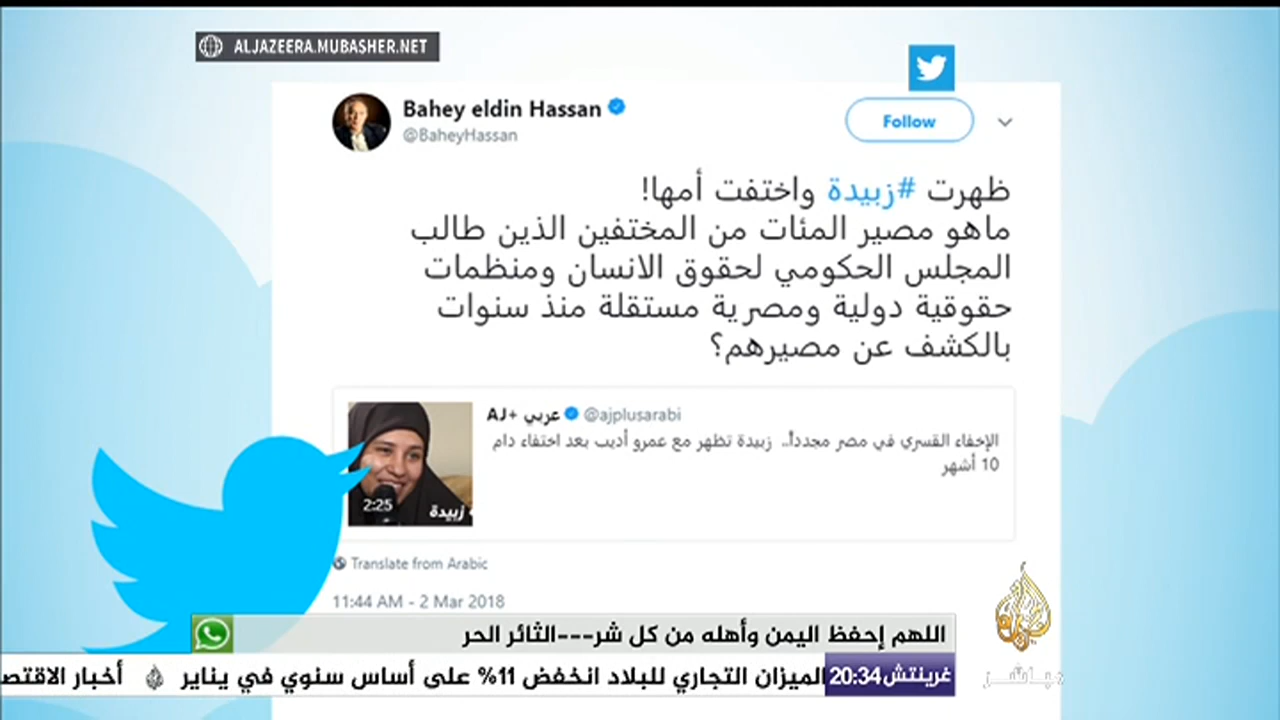 ALJAZEERA.MUBASHER.NET
Bahey eldin Hassan
@BaheyHassan
Follow
ظهرت #زبيدة واختفت أمها!
ماهو مصير المئات من المختفين الذين طالب
المجلس الحكومي لحقوق الانسان ومنظمات
حقوقية دولية ومصرية مستقلة منذ سنوات
بالكشف عن مصيرهم؟
AJ+ عربي @ajplusarabi
الإخفاء القسري في مصر مجدداً.. زبيدة تظهر مع عمرو أديب بعد اختفاء دام
10 أشهر
2:25
زبيدة
Translate from Arabic
11:44 AM - 2 Mar 2018
اللهم إحفظ اليمن وأهله من كل شر---الثائر الحر
غرينتش 20:34
الميزان التجاري للبلاد انخفض 11% على أساس سنوي في يناير
أخبار الاقتص
مباشر